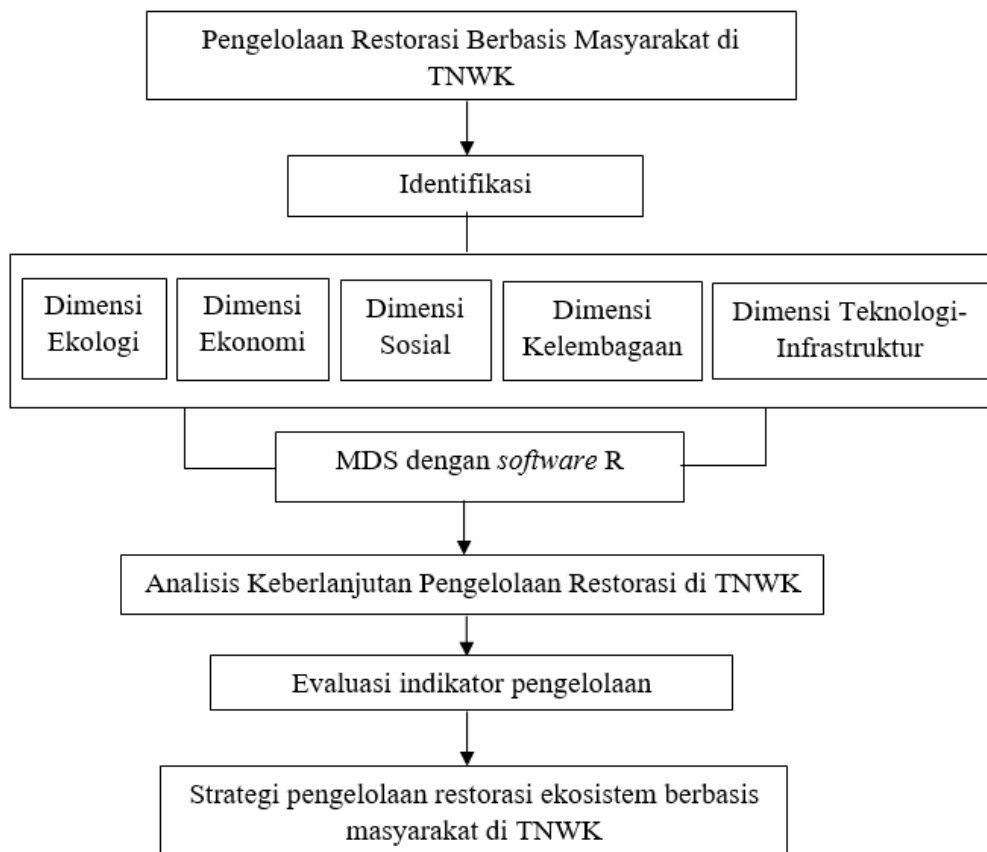 Pengelolaan Restorasi Berbasis Masyarakat di
TNWK
Identifikasi
Dimensi
Ekologi
Dimensi
Ekonomi
Dimensi
Sosial
Dimensi
Kelembagaan
Dimensi Teknologi-
Infrastruktur
MDS dengan software R
Analisis Keberlanjutan Pengelolaan Restorasi di TNWK
Evaluasi indikator pengelolaan
Strategi pengelolaan restorasi ekosistem berbasis
masyarakat di TNWK